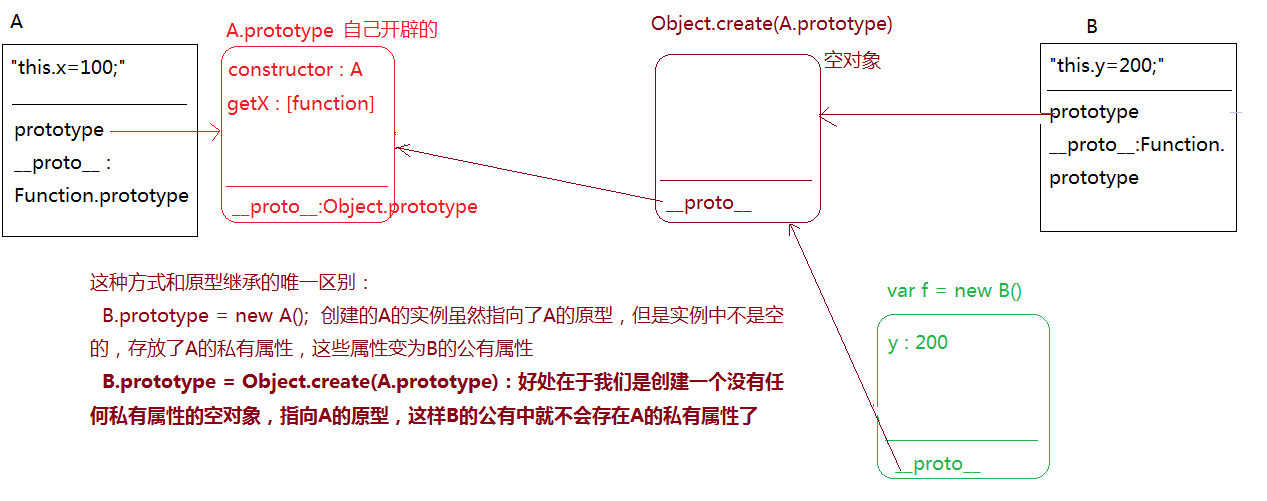 A
"this.x=100;"
prototype
__proto__ :
Function.prototype
A.prototype 自己开辟的
constructor : A
getX : [function]
__proto__:Object.prototype
Object.create(A.prototype)
空对象
__proto__
B
"this.y=200;"
prototype
__proto__:Function.
prototype
这种方式和原型继承的唯一区别：
B.prototype = new A(); 创建的A的实例虽然指向了A的原型，但是实例中不是空
的，存放了A的私有属性，这些属性变为B的公有属性
B.prototype = Object.create(A.prototype)：好处在于我们是创建一个没有任
何私有属性的空对象，指向A的原型，这样B的公有中就不会存在A的私有属性了
var f = new B()
y : 200
__proto__